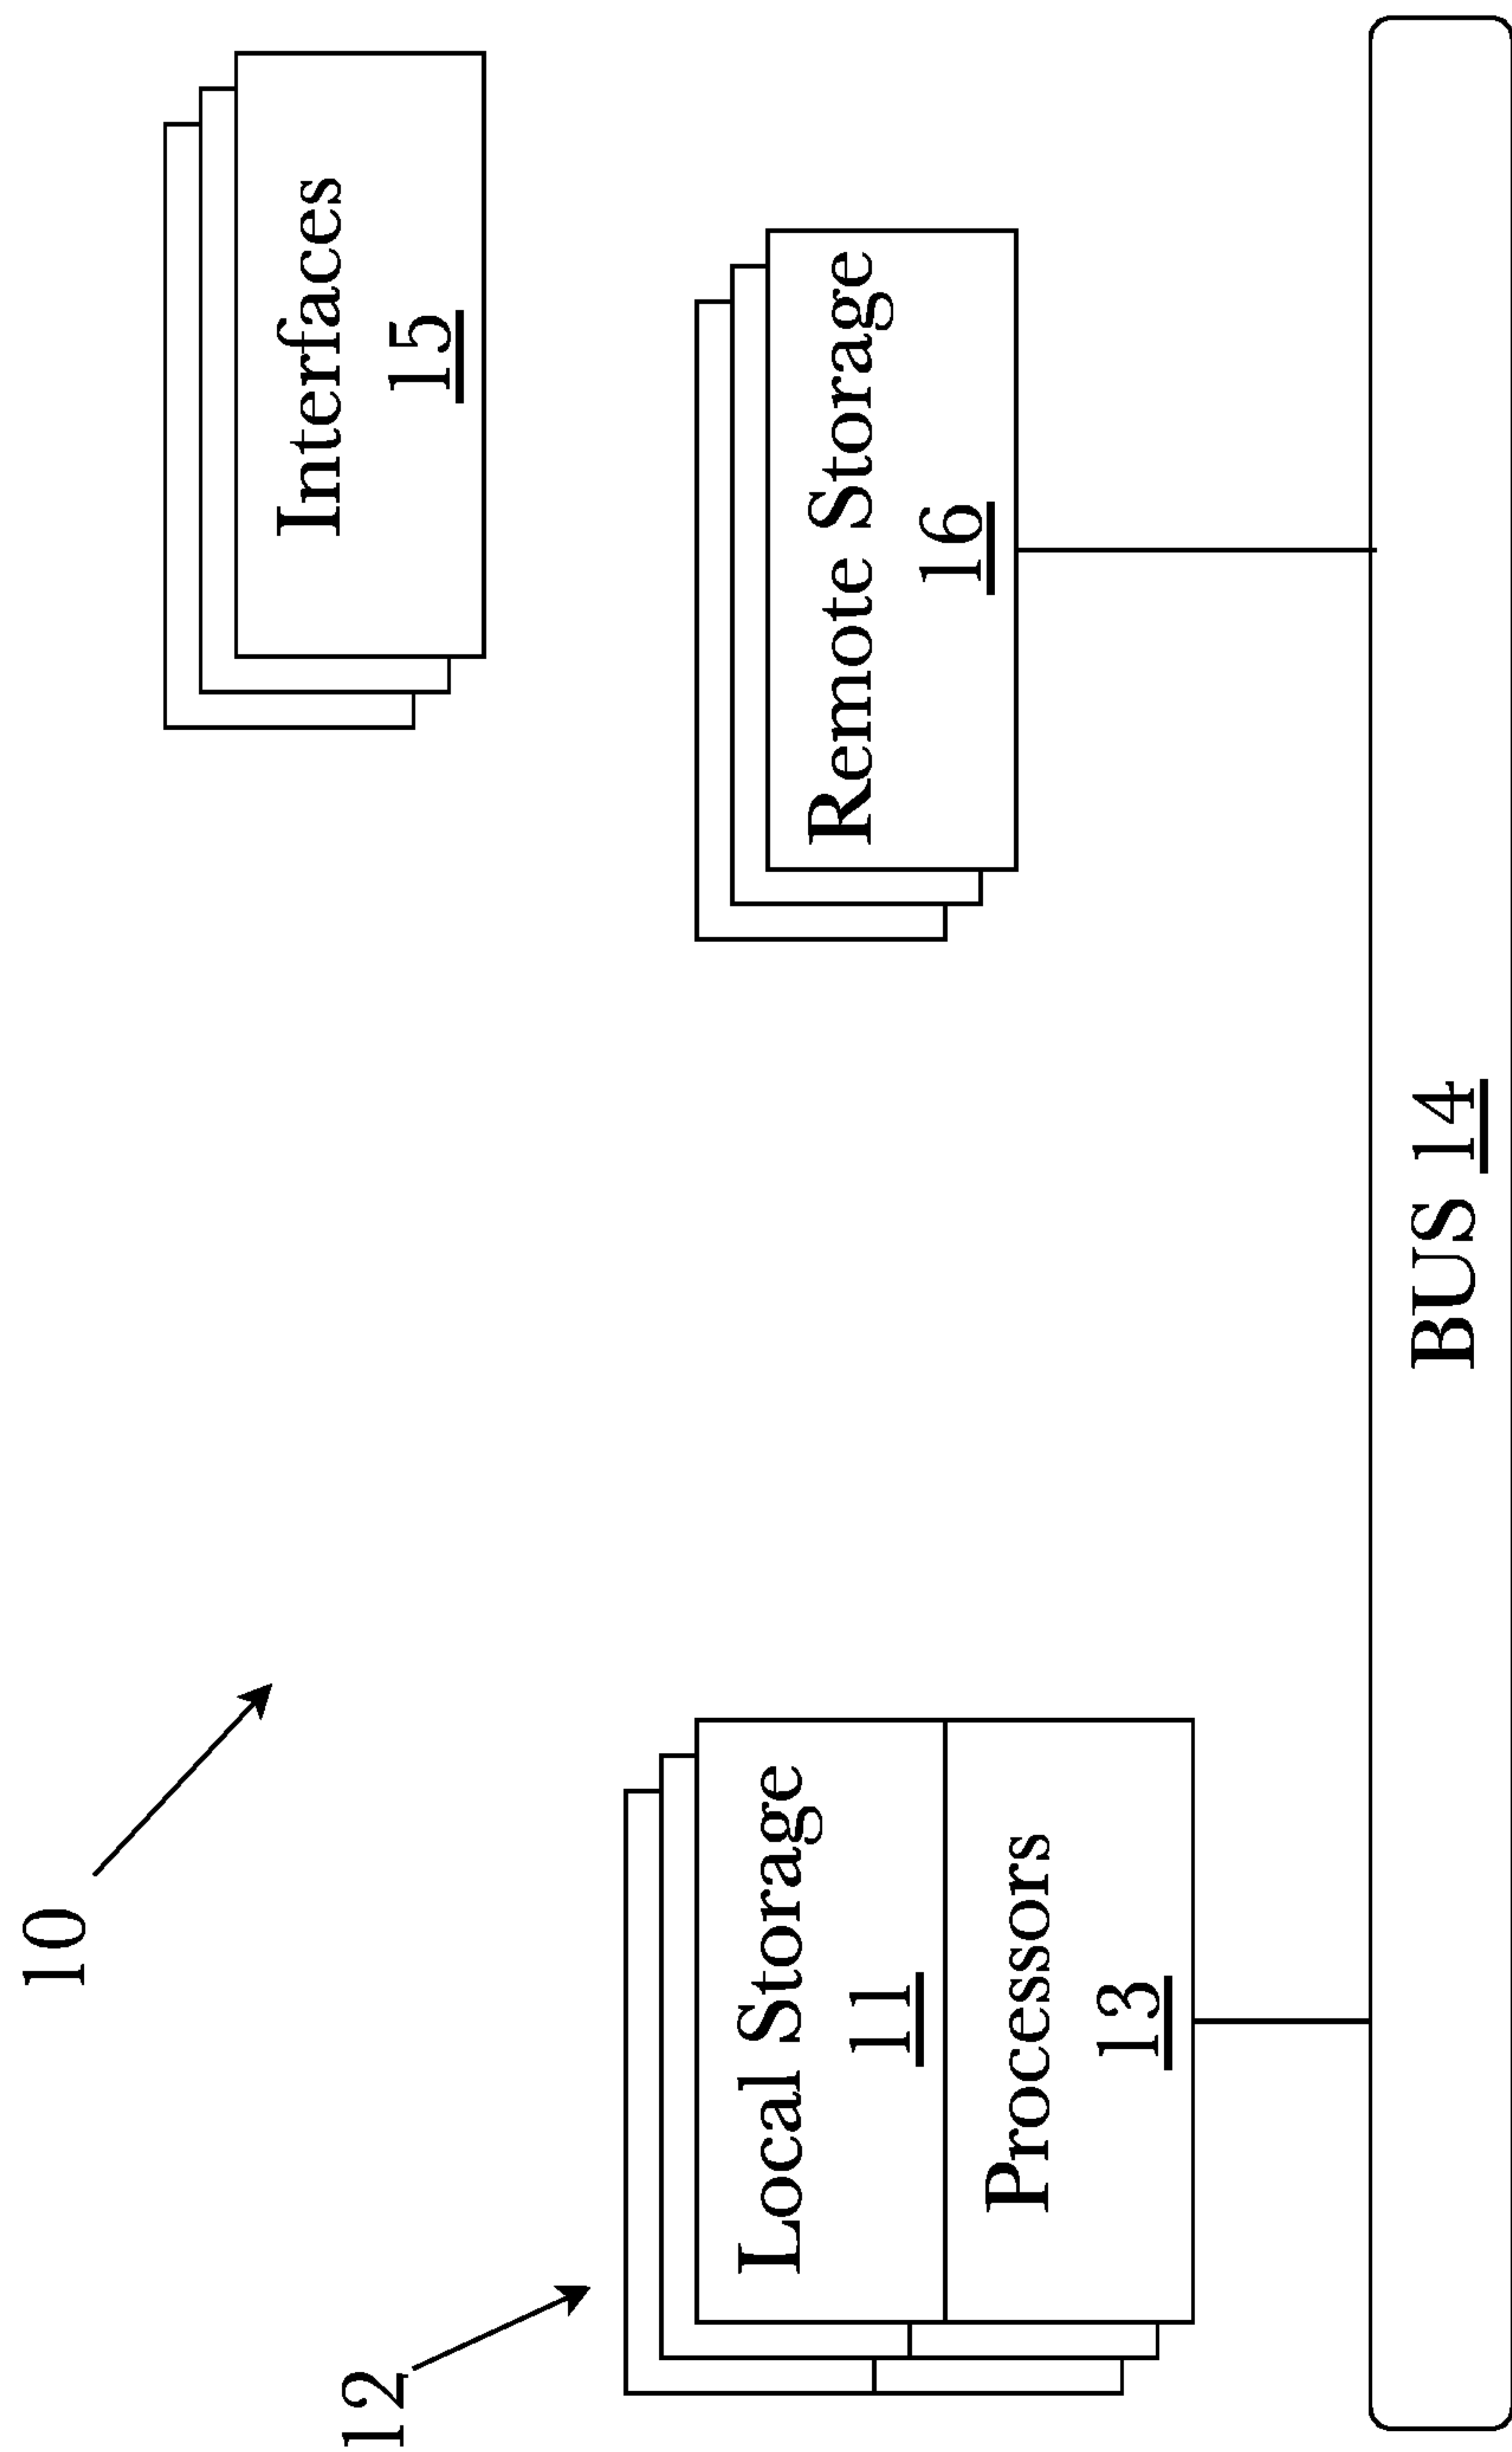 10
12
Interfaces
15
Local Storage
11
Processors
13
Remote Storage
16
BUS 14